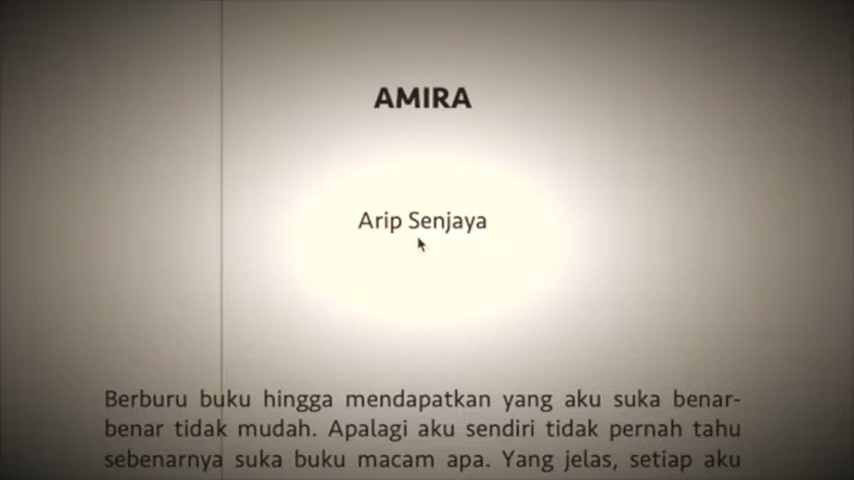 AMIRA
Arip Senjaya
Berburu buku hingga mendapatkan yang aku suka benar-
benar tidak mudah. Apalagi aku sendiri tidak pernah tahu
sebenarnya suka buku macam apa. Yang jelas, setiap aku